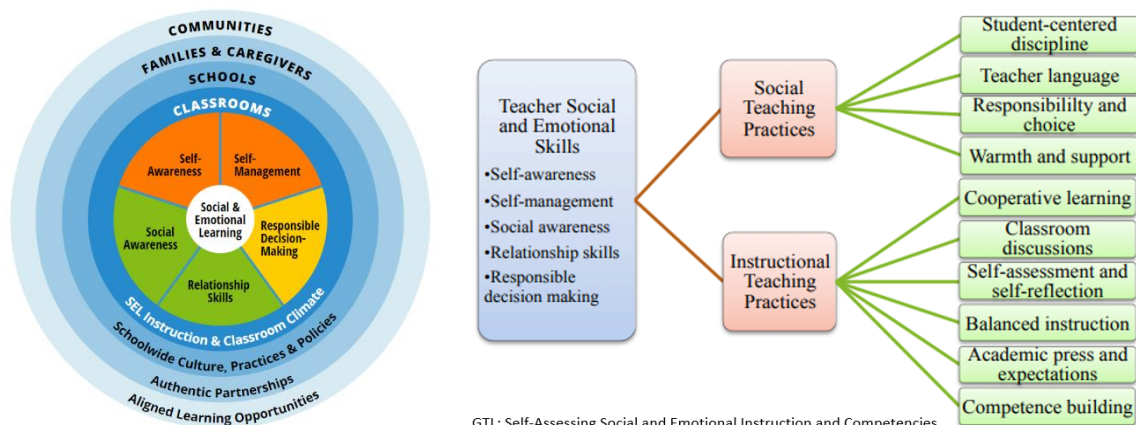 COMMUNITIES
FAMILIES & CAREGIVERS
SCHOOLS
CLASSROOMS
Self-
Awareness
Self-
Management
Social &
Emotional
Learning
Social
Awareness
Responsible
Decision-
Making
Relationship
Skills
SEL Instruction & Classroom Climate
Schoolwide Culture, Practices & Policies
Authentic Partnerships
Aligned Learning Opportunities
Teacher Social
and Emotional
Skills
•Self-awareness
•Self-management
•Social awareness
•Relationship skills
•Responsible
decision making
Social
Teaching
Practices
Instructional
Teaching
Practices
Student-centered
discipline
Teacher language
Responsibililty and
choice
Warmth and support
Cooperative learning
Classroom
discussions
Self-assessment and
self-reflection
Balanced instruction
Academic press and
expectations
Competence building
GTL: Self-Assessing Social and Emotional Instruction and Competencies